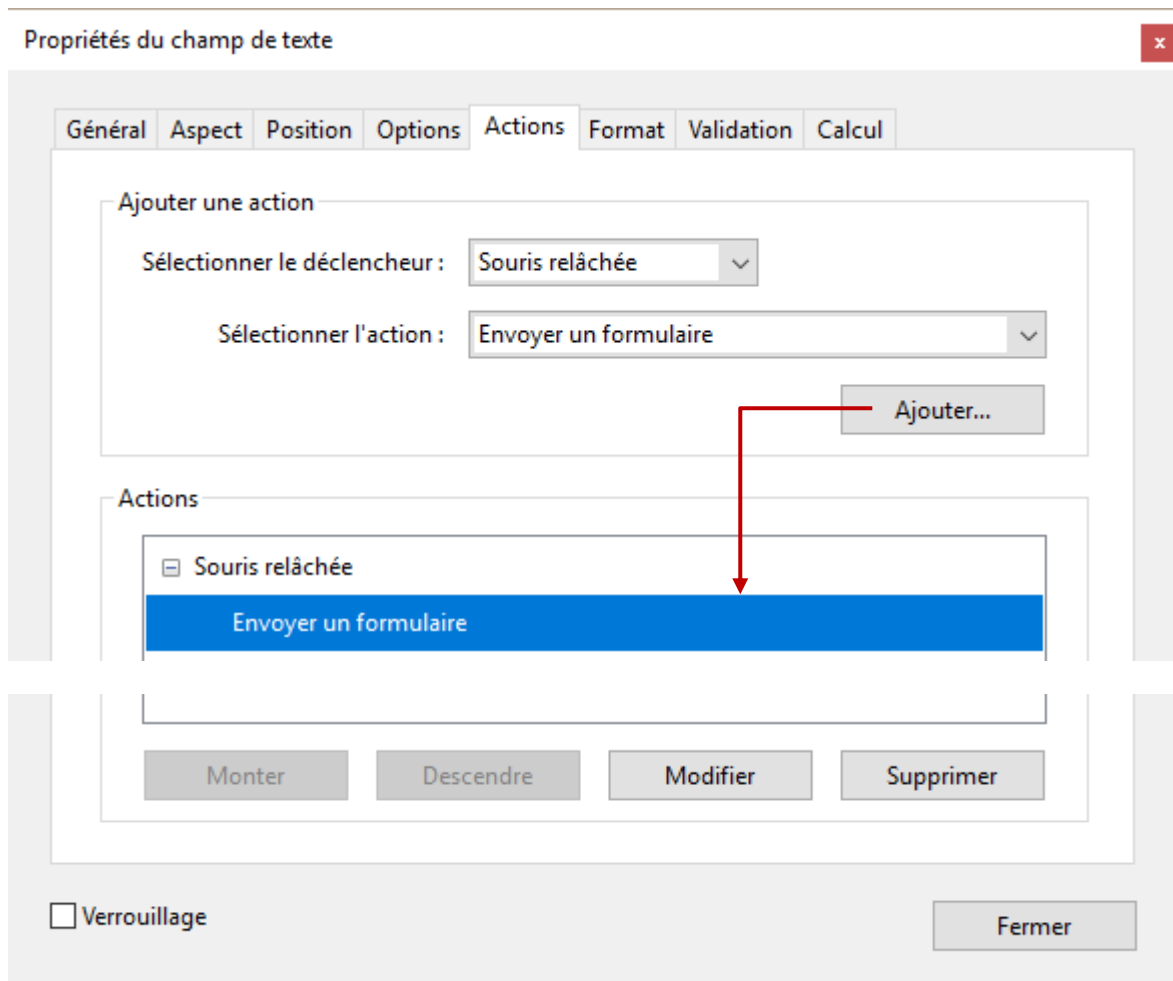 Propriétés du champ de texte
x
Général Aspect Position Options Actions Format Validation Calcul
Ajouter une action
Sélectionner le déclencheur : Souris relâchée
Sélectionner l'action : Envoyer un formulaire
Ajouter...
Actions
Souris relâchée
Envoyer un formulaire
Monter Descendre Modifier Supprimer
Verrouillage
Fermer